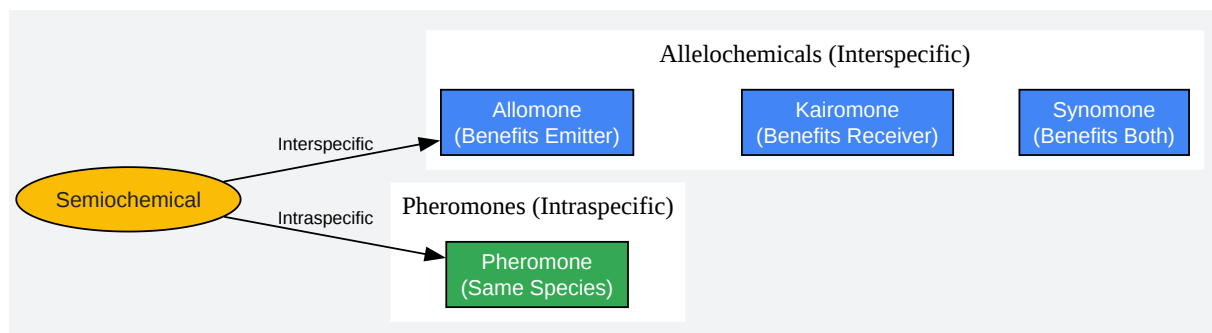 Allelochemicals (Interspecific)
Allomone
(Benefits Emitter)
Kairomone
(Benefits Receiver)
Synomone
(Benefits Both)
Interspecific
Semiochemical
Intraspecific
Pheromones (Intraspecific)
Pheromone
(Same Species)